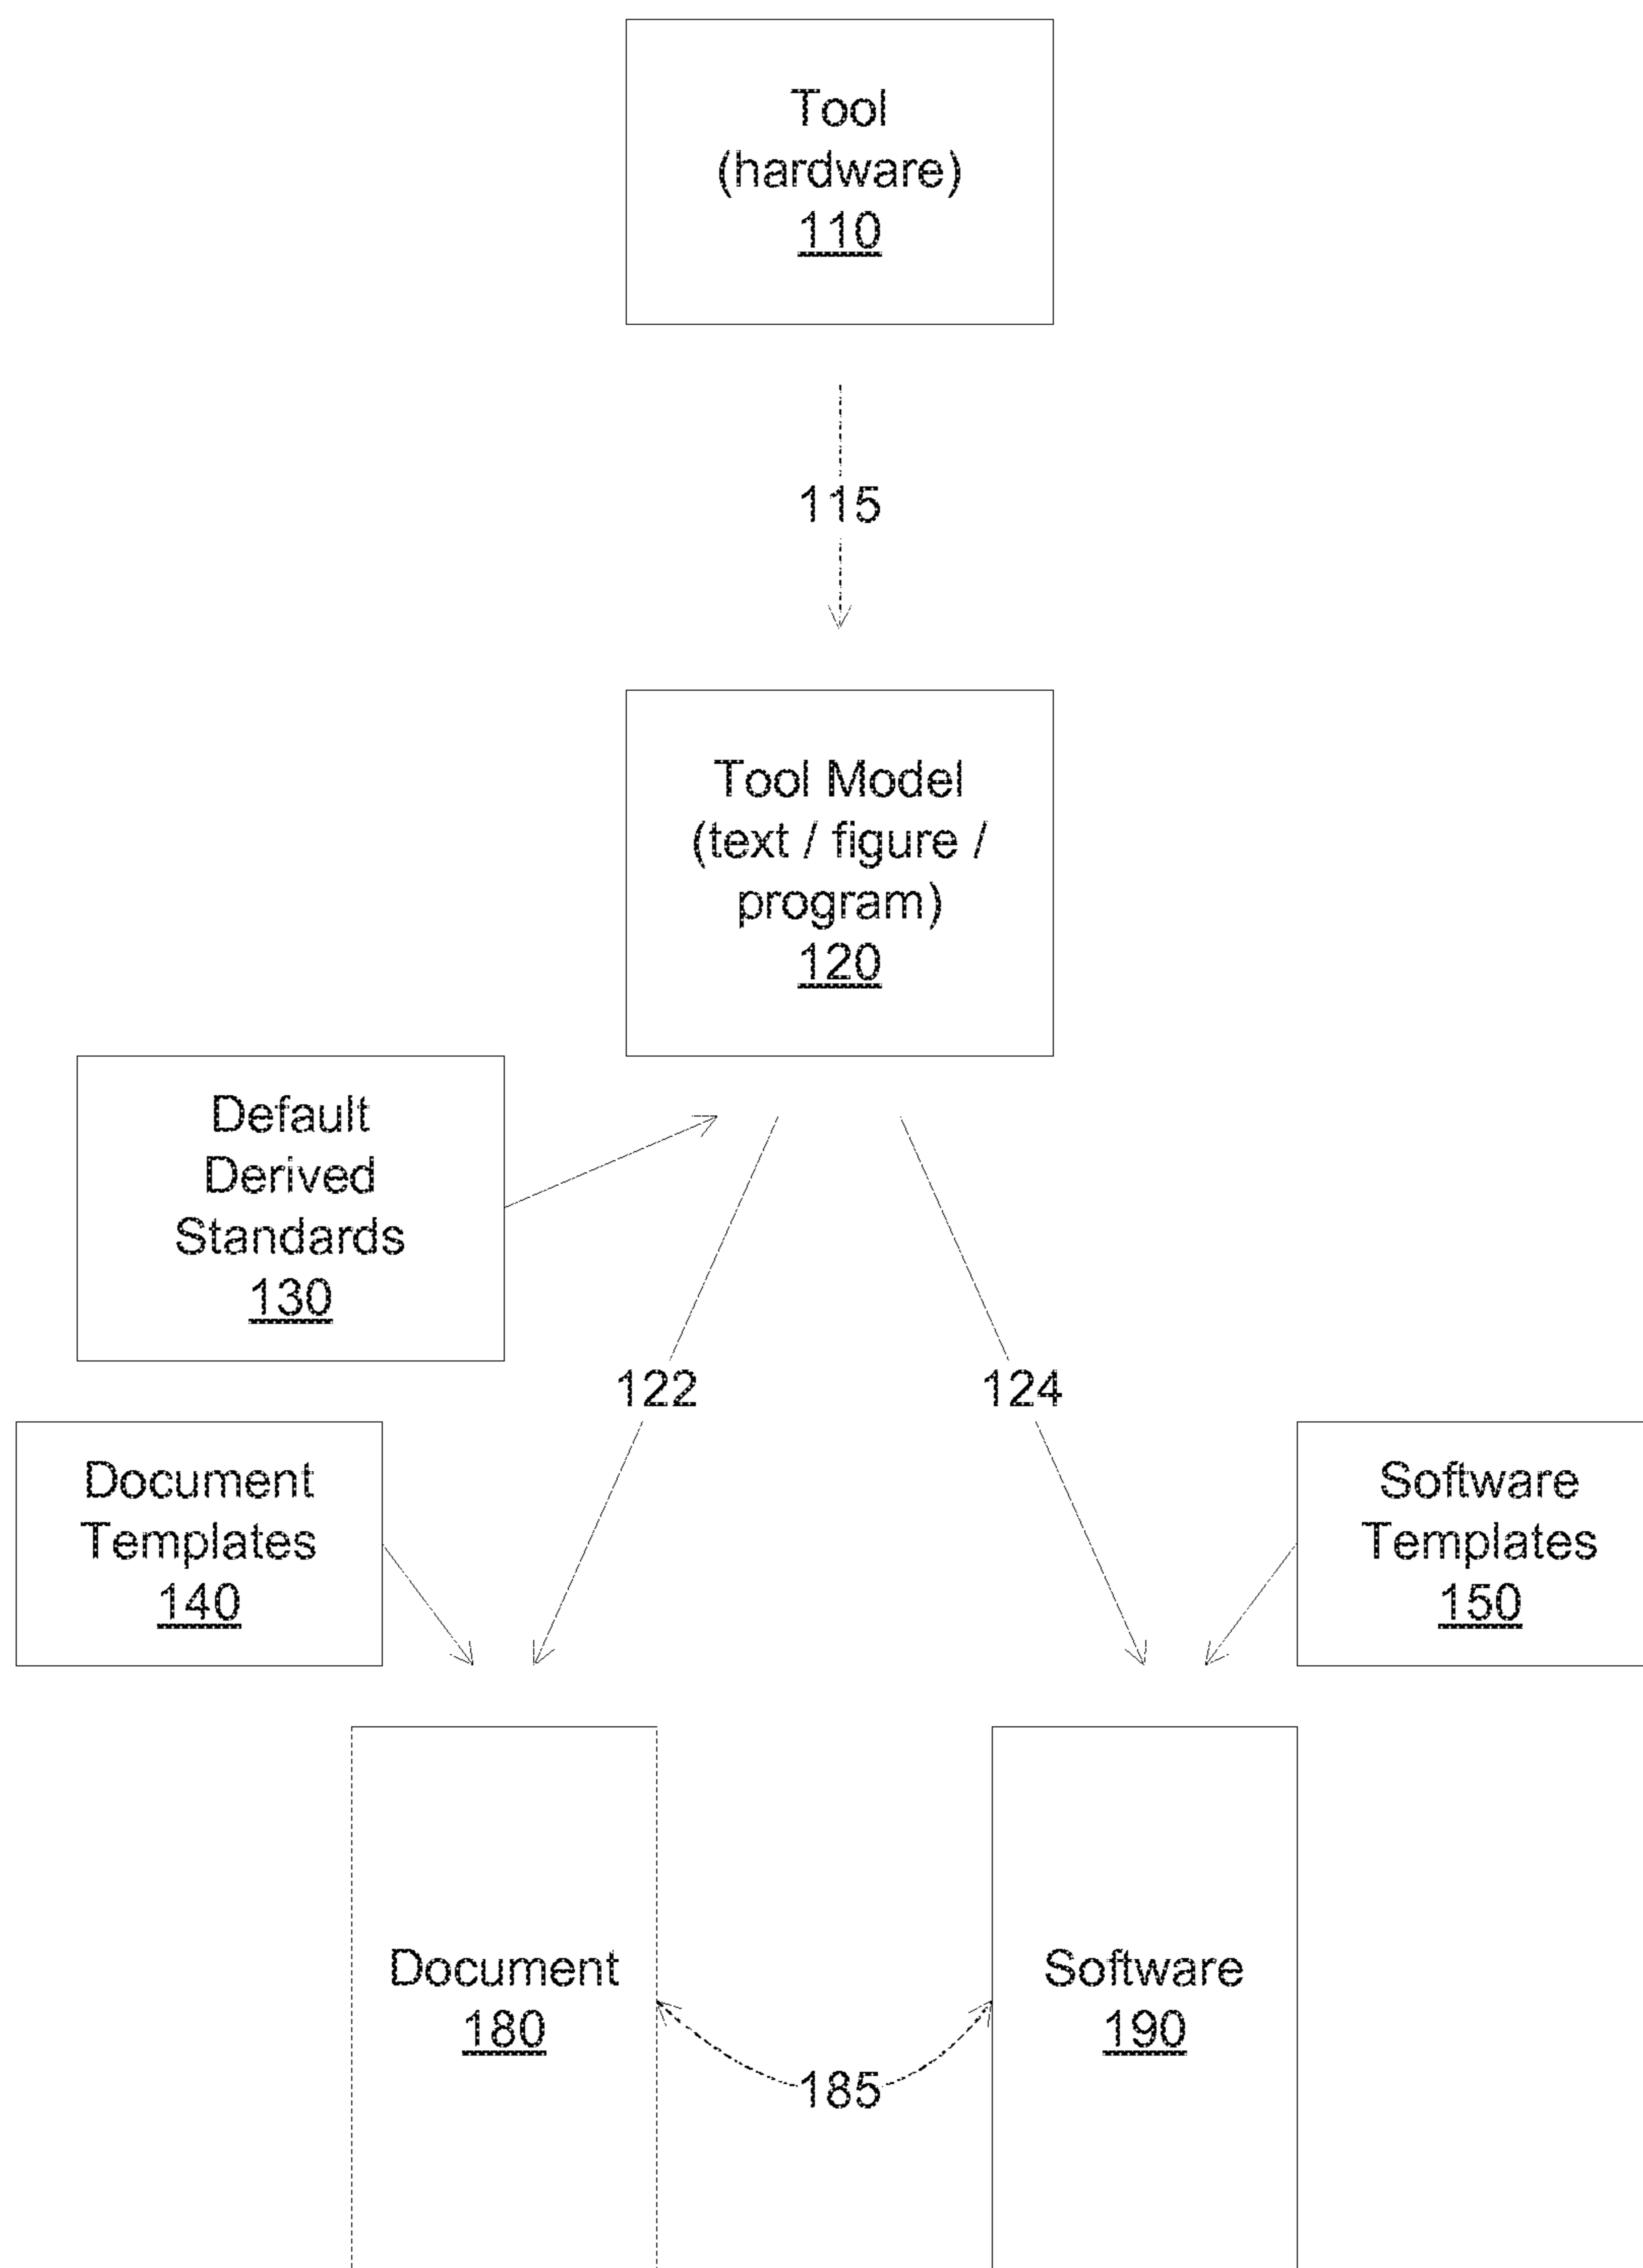 Tool
(hardware)
110
115
Tool Model
(text / figure /
program)
120
Default
Derived
Standards
130
122
124
Document
Templates
140
Software
Templates
150
Document
180
Software
190
185